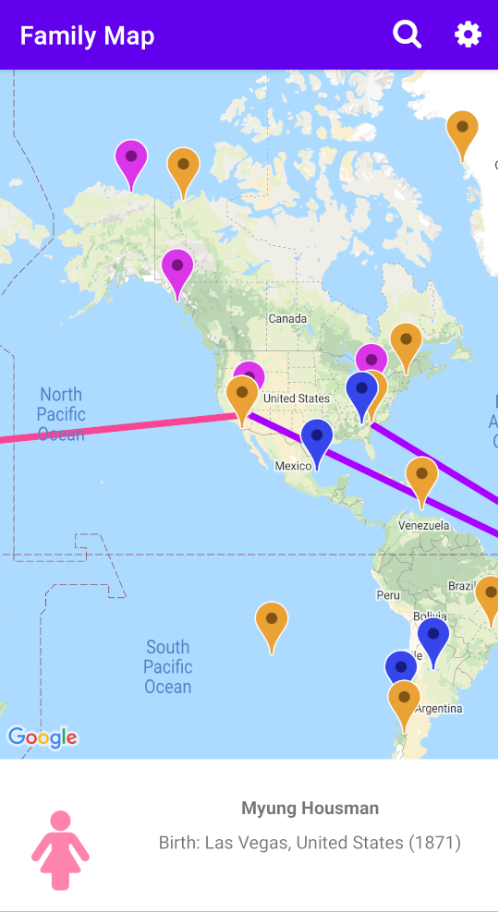 Family Map
Canada
North
Pacific
Ocean
United States
Mexico
Venezuela
Peru
Brazil
Bolivia
South
Pacific
Ocean
Argentina
Google
Myung Housman
Birth: Las Vegas, United States (1871)